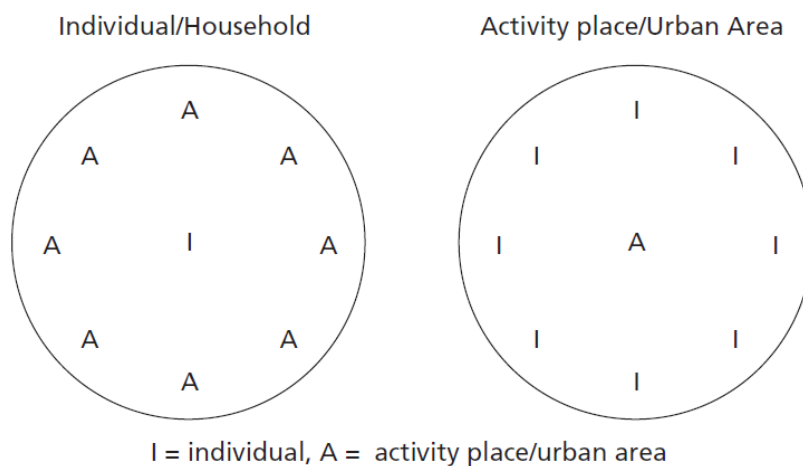 Individual/Household
Activity place/Urban Area
A
I
A
A
I
I
A
I
A
I
A
I
A
A
I
I
A
I
I = individual, A = activity place/urban area